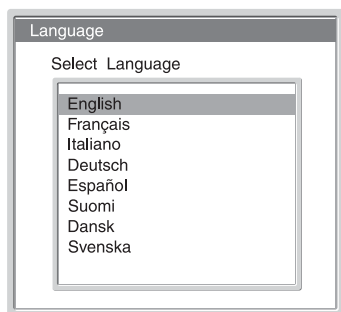 Language
Select Language
English
Français
Italiano
Deutsch
Español
Suomi
Dansk
Svenska